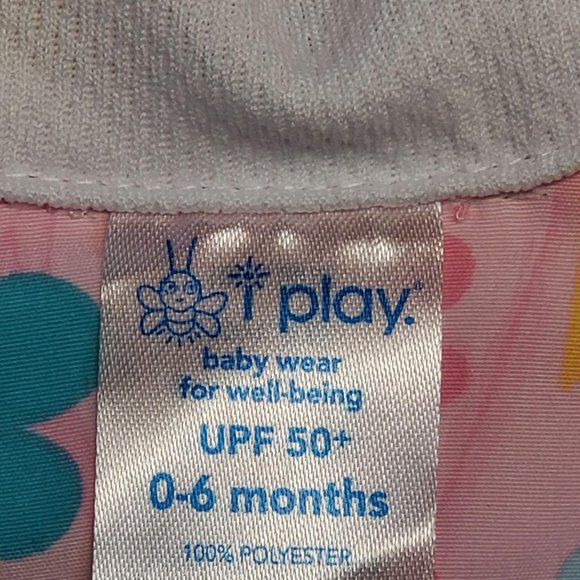 i play.®
baby wear
for well-being
UPF 50+
0-6 months
100% POLYESTER